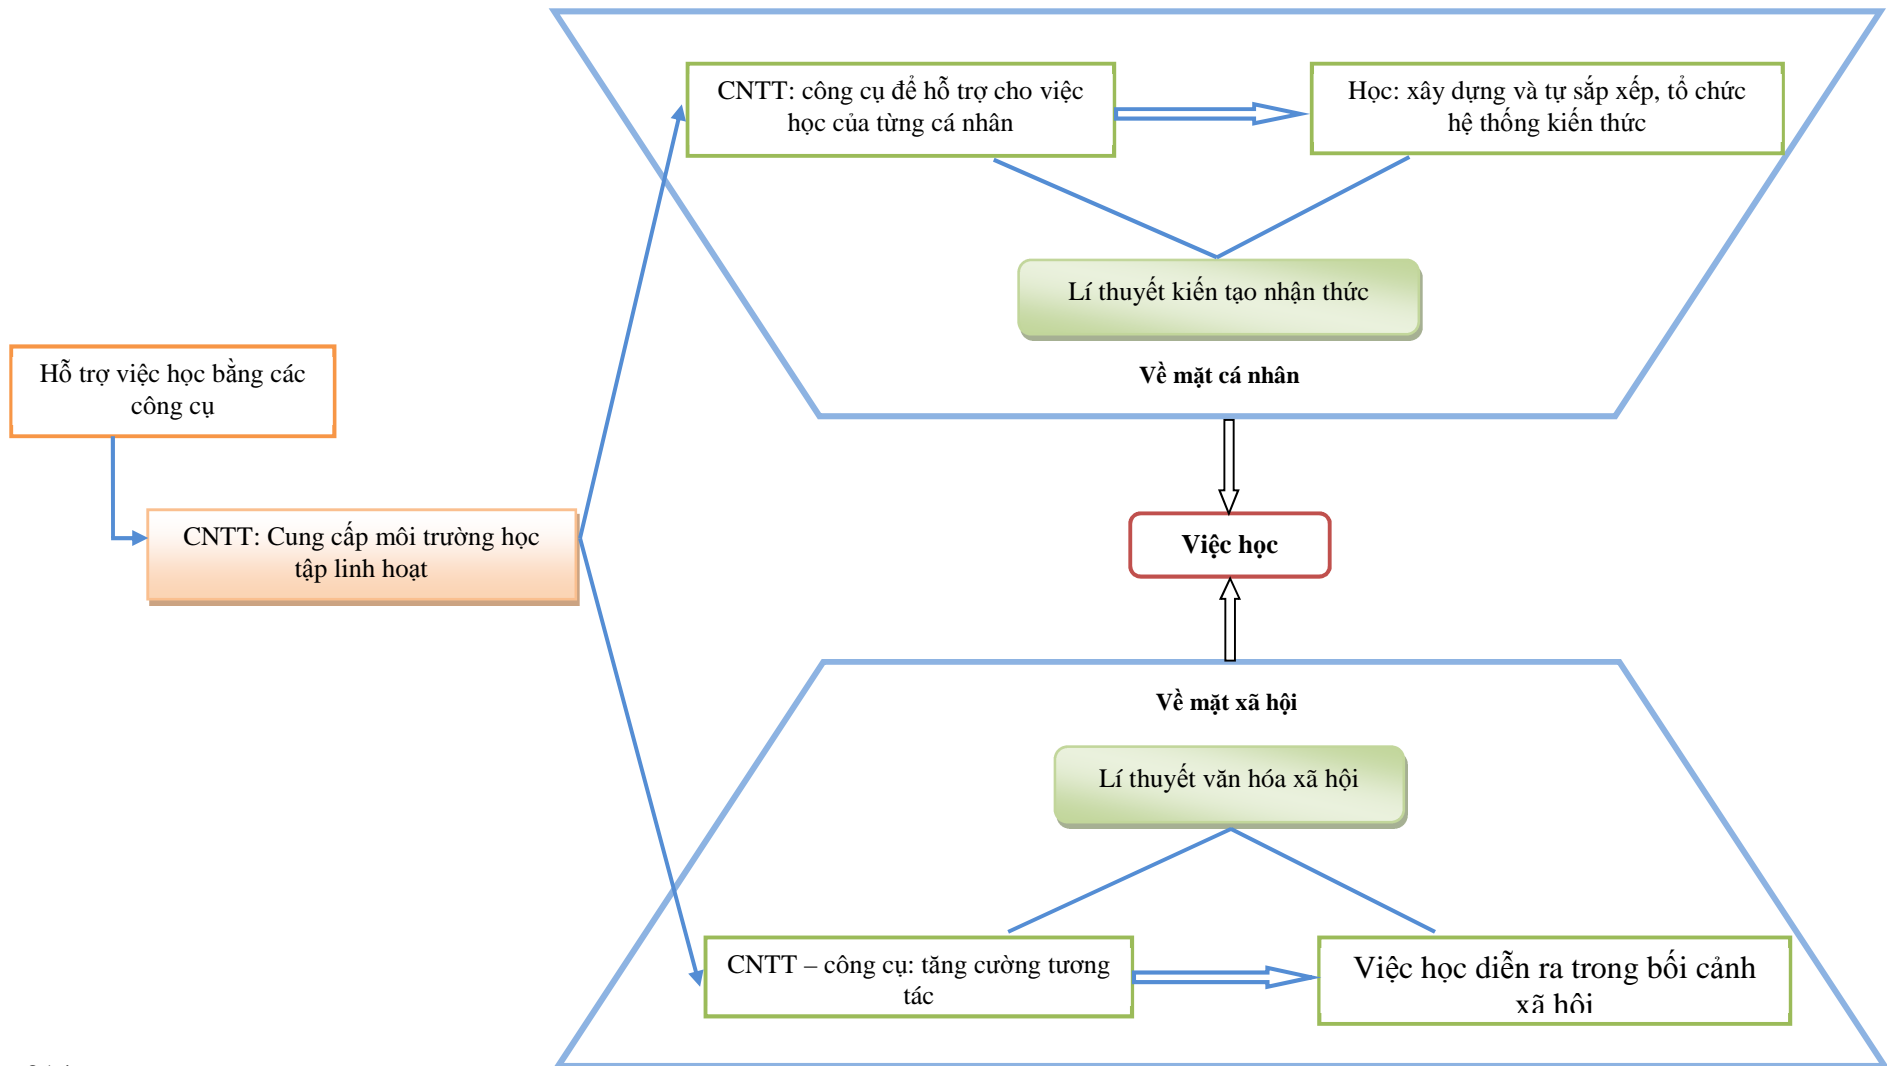 CNTT: công cụ để hỗ trợ cho việc
học của từng cá nhân
Học: xây dựng và tự sắp xếp, tổ chức
hệ thống kiến thức
Lí thuyết kiến tạo nhận thức
Về mặt cá nhân
Hỗ trợ việc học bằng các
công cụ
CNTT: Cung cấp môi trường học
tập linh hoạt
Việc học
Về mặt xã hội
Lí thuyết văn hóa xã hội
CNTT – công cụ: tăng cường tương
tác
Việc học diễn ra trong bối cảnh
xã hội